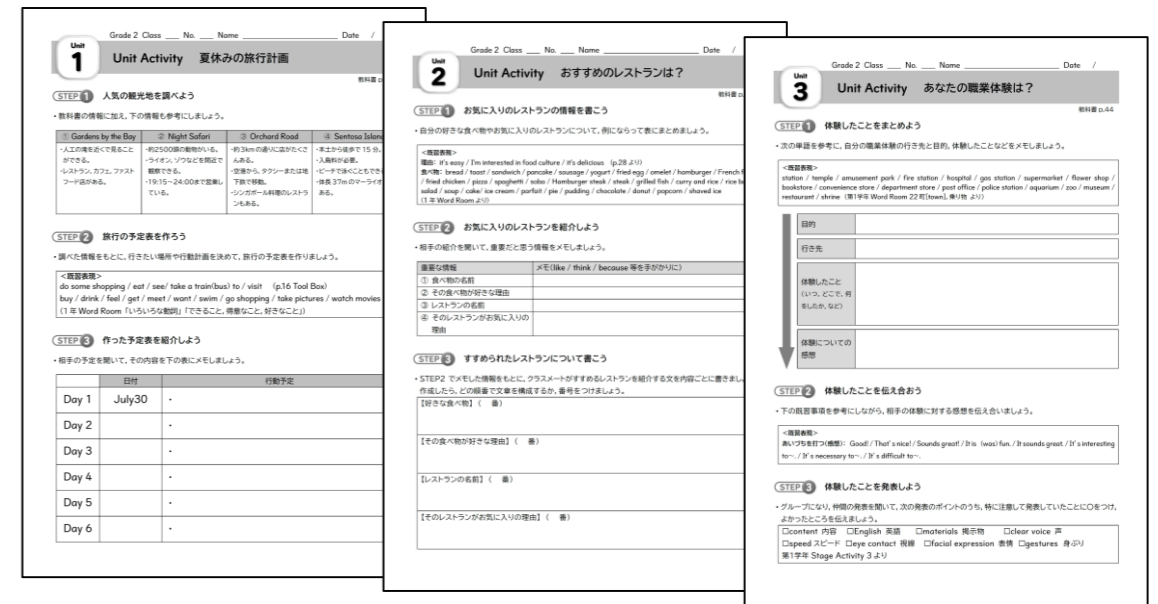 Grade 2 Class ___ No. ___ Name ____________ Date /
Unit
1
Unit Activity 夏休みの旅行計画
教科書 p.
STEP 1 人気の観光地を調べよう
・教科書の情報に加え、下の情報も参考にしましょう。
① Gardens by the Bay ② Night Safari ③ Orchard Road ④ Sentosa Islan
・人工の滝を近くで見ること ・約2500頭の動物がいる。 ・約3kmの通りに店がたくさ ・本土から徒歩で 15 分。
ができる。 ・ライオン、ゾウなどを間近で んある。 ・入島料が必要。
・レストラン、カフェ、ファスト 観察できる。 ・空港から、タクシーまたは地 ・ビーチで泳ぐこともでき
フード店がある。 ・19:15~24:00まで営業し 下鉄で移動。 ・体長 37mのマーライオ
ている。 ・シンガポール料理のレストラ ある。
ンもある。
STEP 2 旅行の予定表を作ろう
・調べた情報をもとに、行きたい場所や行動計画を決めて、旅行の予定表を作りましょう。
<既習表現>
do some shopping / eat / see/ take a train(bus) to / visit (p.16 Tool Box)
buy / drink / feel / get / meet / want / swim / go shopping / take pictures / watch movies
(1 年 Word Room「いろいろな動詞」「できること、得意なこと、好きなこと」)
STEP 3 作った予定表を紹介しよう
・相手の予定を聞いて、その内容を下の表にメモしましょう。
日付 行動予定
Day 1 July30 ・
Day 2 ・
Day 3 ・
Day 4 ・
Day 5 ・
Day 6 ・
Grade 2 Class ___ No. ___ Name ____________ Date /
Unit
2
Unit Activity おすすめのレストランは?
教科書 p.
STEP 1 お気に入りのレストランの情報を書こう
・自分の好きな食べ物やお気に入りのレストランについて、例にならって表にまとめましょう。
<既習表現>
理由: it's easy / I'm interested in food culture / it's delicious (p.28 より)
食べ物: bread / toast / sandwich / pancake / sausage / yogurt / fried egg / omelet / hamburger / French f
/ fried chicken / pizza / spaghetti / soba / Hamburger steak / steak / grilled fish / curry and rice / rice b
salad / soup / cake/ ice cream / parfait / pie / pudding / chocolate / donut / popcorn / shaved ice
(1 年 Word Room より)
STEP 2 お気に入りのレストランを紹介しよう
・相手の紹介を聞いて、重要だと思う情報をメモしましょう。
重要な情報 メモ(like / think / because 等を手がかりに)
① 食べ物の名前
② その食べ物が好きな理由
③ レストランの名前
④ そのレストランがお気に入りの
理由
STEP 3 すすめられたレストランについて書こう
・STEP2 でメモした情報をもとに、クラスメートがすすめるレストランを紹介する文を内容ごとに書きまし
作成したら、どの順番で文章を構成するか、番号をつけましょう。
【好きな食べ物】( 番)
【その食べ物が好きな理由】( 番)
【レストランの名前】( 番)
【そのレストランがお気に入りの理由】( 番)
Grade 2 Class ___ No. ___ Name ____________ Date /
Unit
3
Unit Activity あなたの職業体験は?
教科書 p.44
STEP 1 体験したことをまとめよう
・次の単語を参考に、自分の職業体験の行き先と目的、体験したことなどをメモしましょう。
<既習表現>
station / temple / amusement park / fire station / hospital / gas station / supermarket / flower shop /
bookstore / convenience store / department store / post office / police station / aquarium / zoo / museum /
restaurant / shrine (第1学年 Word Room 22 町[town]、乗り物 より)
目的
行き先
体験したこと
(いつ、どこで、何
をしたか、など)
体験についての
感想
STEP 2 体験したことを伝え合おう
・下の既習事項を参考にしながら、相手の体験に対する感想を伝え合いましょう。
<既習表現>
あいづちを打つ(感想): Good! / That's nice! / Sounds great! / It is (was) fun. / It sounds great. / It's interesting
to~. / It's necessary to~. / It's difficult to~.
STEP 3 体験したことを発表しよう
・グループになり、仲間の発表を聞いて、次の発表のポイントのうち、特に注意して発表していたことに〇をつけ、
よかったところを伝えましょう。
□content 内容 □English 英語 □materials 掲示物 □clear voice 声
□speed スピード □eye contact 視線 □facial expression 表情 □gestures 身ぶり
第1学年 Stage Activity 3 より